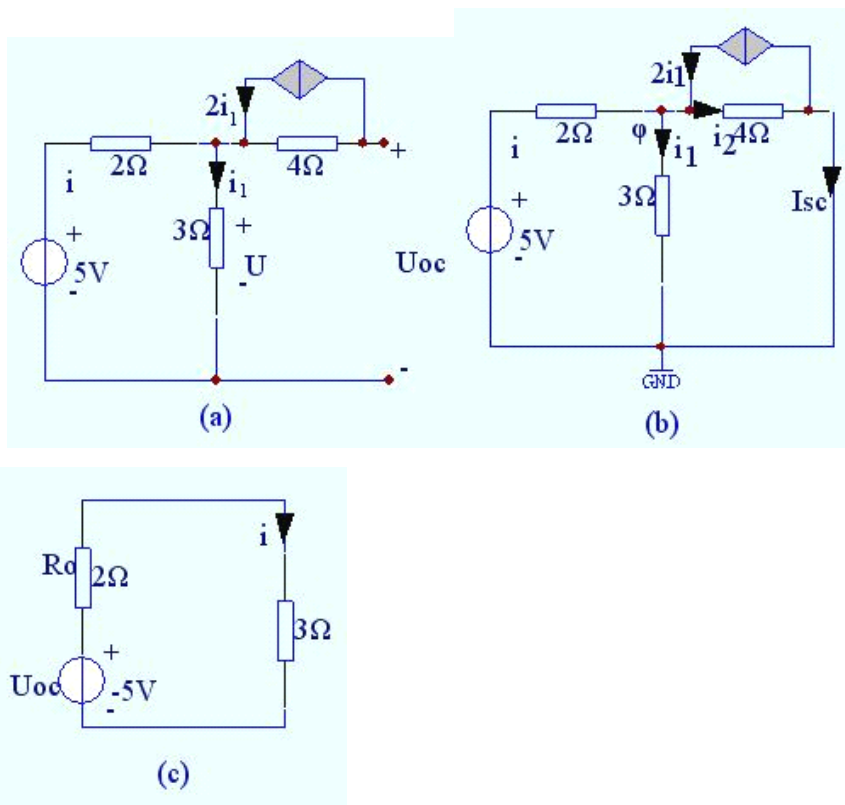 2i₁
2Ω
4Ω
+
i
i₁
3Ω
+
+
5V
U
Uoc
-
-
-
(a)
2i1
2Ω
φ
i2
4Ω
i
i1
3Ω
Isc
+
5V
-
GND
(b)
i
Ro
2Ω
3Ω
+
Uoc
-5V
-
(c)